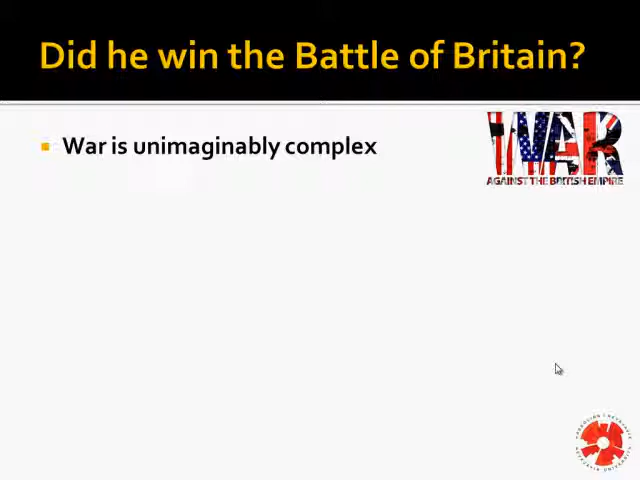 Did he win the Battle of Britain?
War is unimaginably complex
WAR
AGAINST THE BRITISH EMPIRE